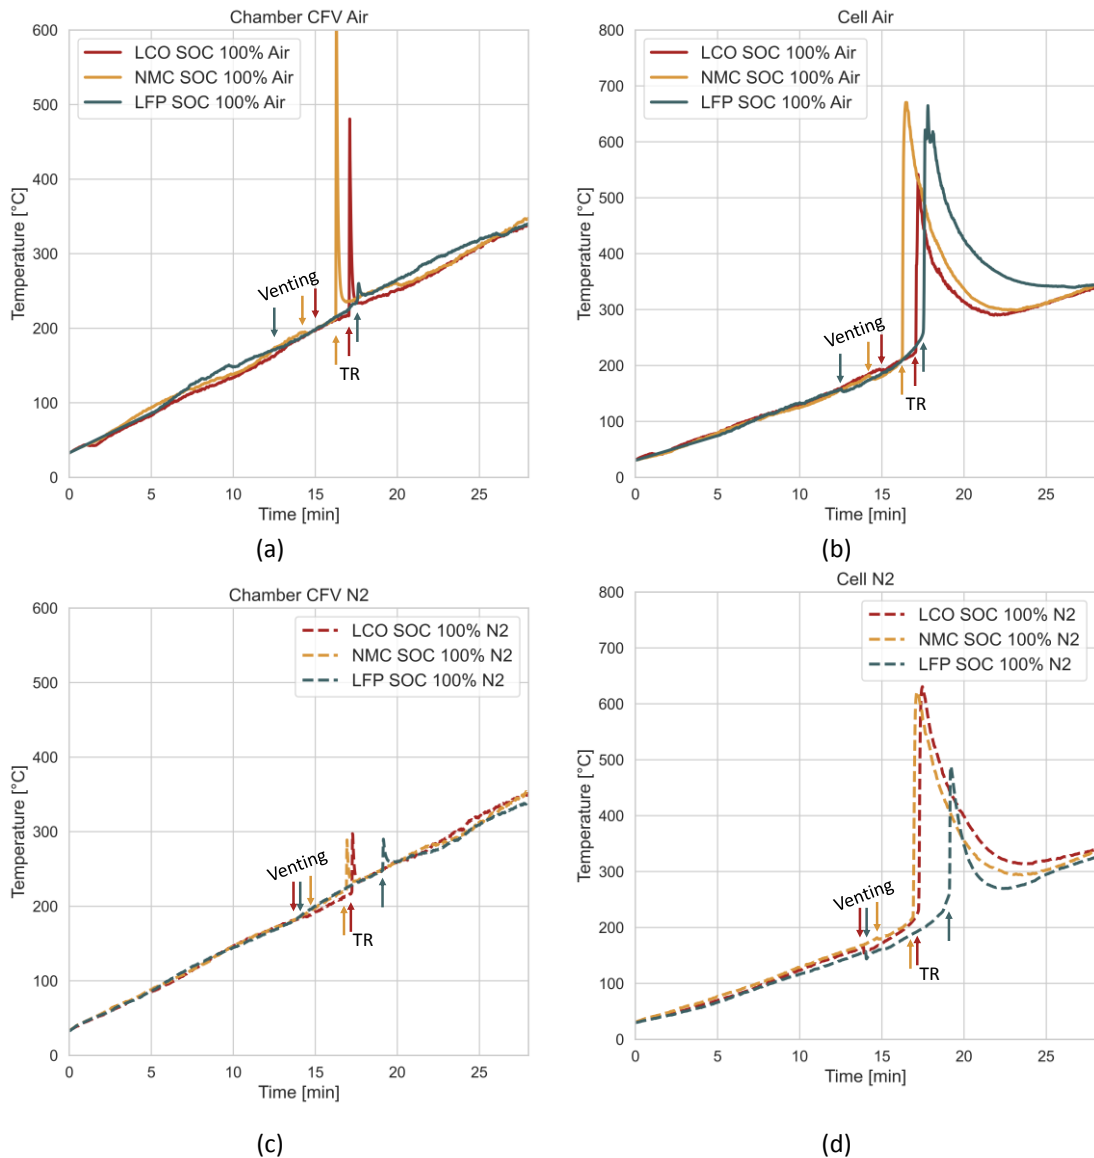 Chamber CFV Air
600
500
400
300
200
100
0
Temperature [°C]
LCO SOC 100% Air
NMC SOC 100% Air
LFP SOC 100% Air
Venting
TR
0 5 10 15 20 25
Time [min]
(a)
Cell Air
800
700
600
500
400
300
200
100
0
Temperature [°C]
LCO SOC 100% Air
NMC SOC 100% Air
LFP SOC 100% Air
Venting
TR
0 5 10 15 20 25
Time [min]
(b)
Chamber CFV N2
600
500
400
300
200
100
0
Temperature [°C]
LCO SOC 100% N2
NMC SOC 100% N2
LFP SOC 100% N2
Venting
TR
0 5 10 15 20 25
Time [min]
(c)
Cell N2
800
700
600
500
400
300
200
100
0
Temperature [°C]
LCO SOC 100% N2
NMC SOC 100% N2
LFP SOC 100% N2
Venting
TR
0 5 10 15 20 25
Time [min]
(d)